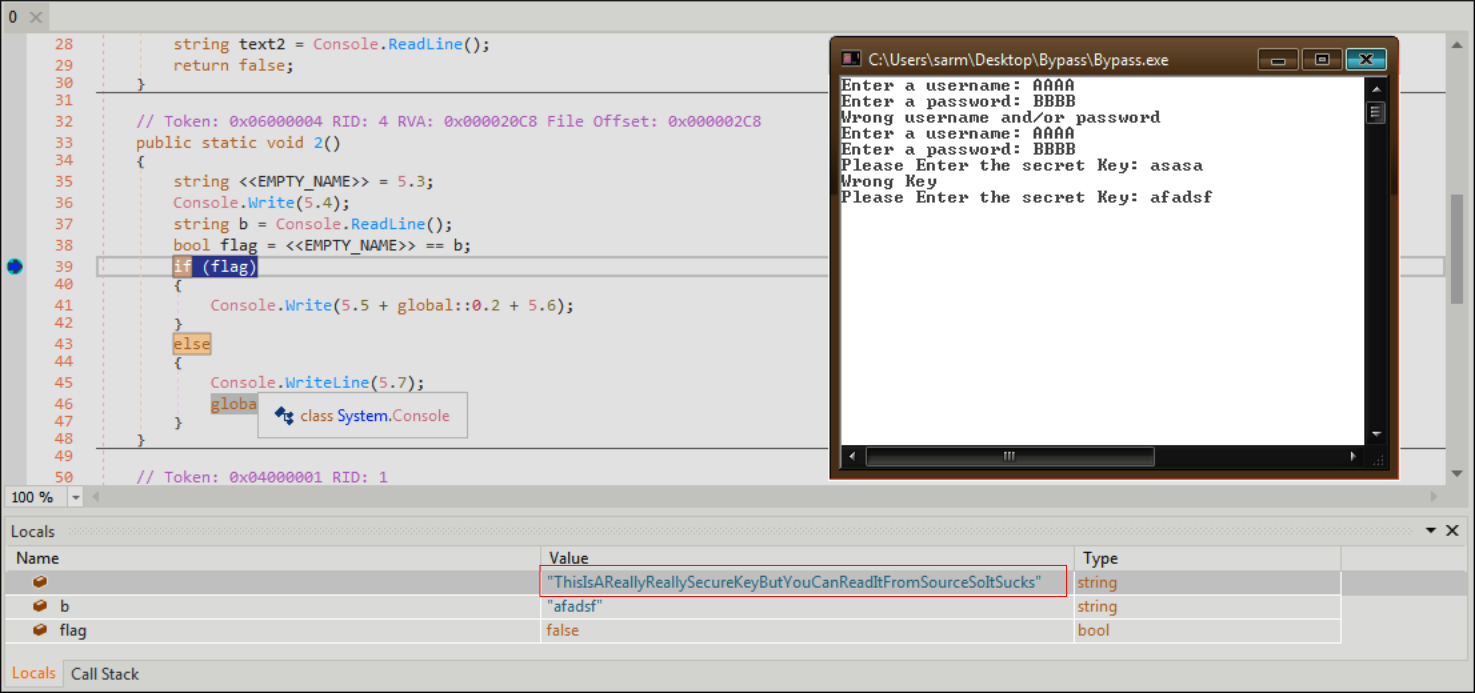 0
28 string text2 = Console.ReadLine();
29 return false;
30 }
31
32 // Token: 0x06000004 RID: 4 RVA: 0x000020C8 File Offset: 0x000002C8
33 public static void 2()
34 {
35 string <<EMPTY_NAME>> = 5.3;
36 Console.Write(5.4);
37 string b = Console.ReadLine();
38 bool flag = <<EMPTY_NAME>> == b;
39 if (flag)
40 {
41 Console.Write(5.5 + global::0.2 + 5.6);
42 }
43 else
44 {
45 Console.WriteLine(5.7);
46 globa
class System.Console
47 }
48 }
49
50 // Token: 0x04000001 RID: 1
100 %
C:\Users\sarm\Desktop\Bypass\Bypass.exe
Enter a username: AAAA
Enter a password: BBBB
Wrong username and/or password
Enter a username: AAAA
Enter a password: BBBB
Please Enter the secret Key: asasa
Wrong Key
Please Enter the secret Key: afadsf
Locals
Name Value Type
"ThisIsAReallyReallySecureKeyButYouCanReadItFromSourceSoItSucks" string
b "afadsf" string
flag false bool
Locals Call Stack